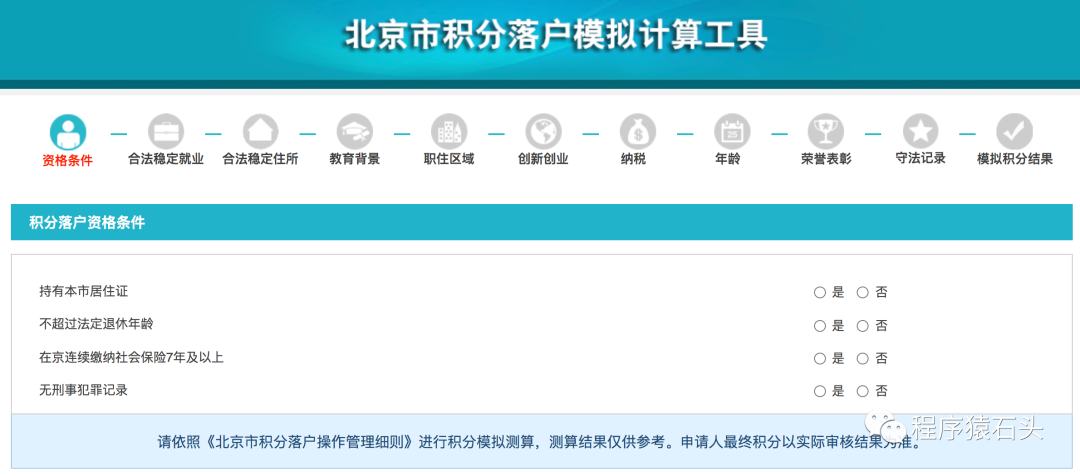 北京市积分落户模拟计算工具
资格条件 合法稳定就业 合法稳定住所 教育背景 职住区域 创新创业 纳税 年龄 荣誉表彰 守法记录 模拟积分结果
积分落户资格条件
持有本市居住证 是 否
不超过法定退休年龄 是 否
在京连续缴纳社会保险7年及以上 是 否
无刑事犯罪记录 是 否
请依照《北京市积分落户操作管理细则》进行积分模拟测算，测算结果仅供参考。申请人最终积分以实际审核结果为准。
程序猿石头